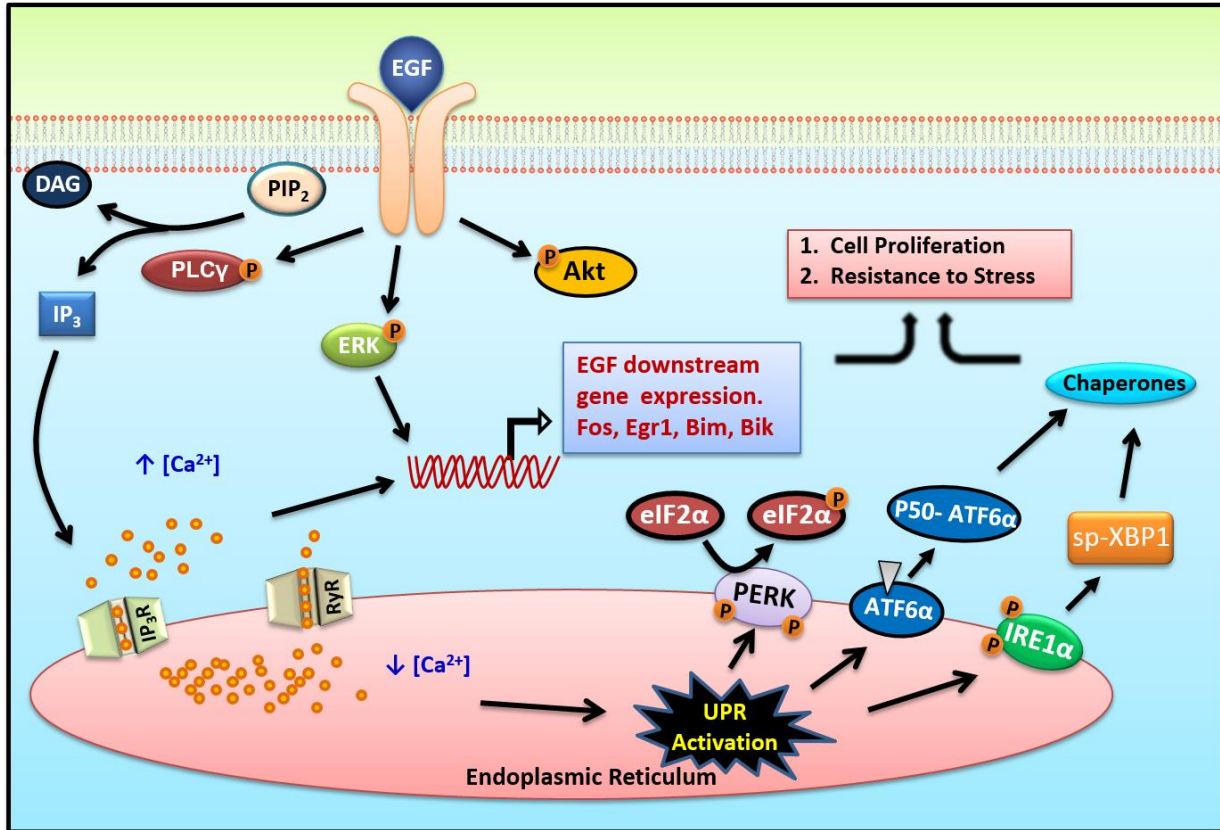 EGF
DAG
PIP₂
PLCγ
P
P
Akt
IP₃
ERK
P
1. Cell Proliferation
2. Resistance to Stress
EGF downstream
gene expression.
Fos, Egr1, Bim, Bik
Chaperones
↑ [Ca²⁺]
eIF2α
eIF2α
P
P50- ATF6α
sp-XBP1
IP₃R
RyR
PERK
P
P
ATF6α
P
P
IRE1α
↓ [Ca²⁺]
UPR
Activation
Endoplasmic Reticulum